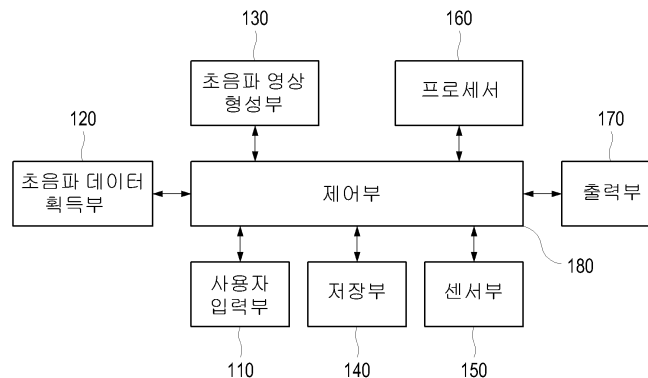 130
160
초음파 영상
형성부
프로세서
120
170
초음파 데이터
획득부
제어부
출력부
180
사용자
입력부
저장부
센서부
110
140
150